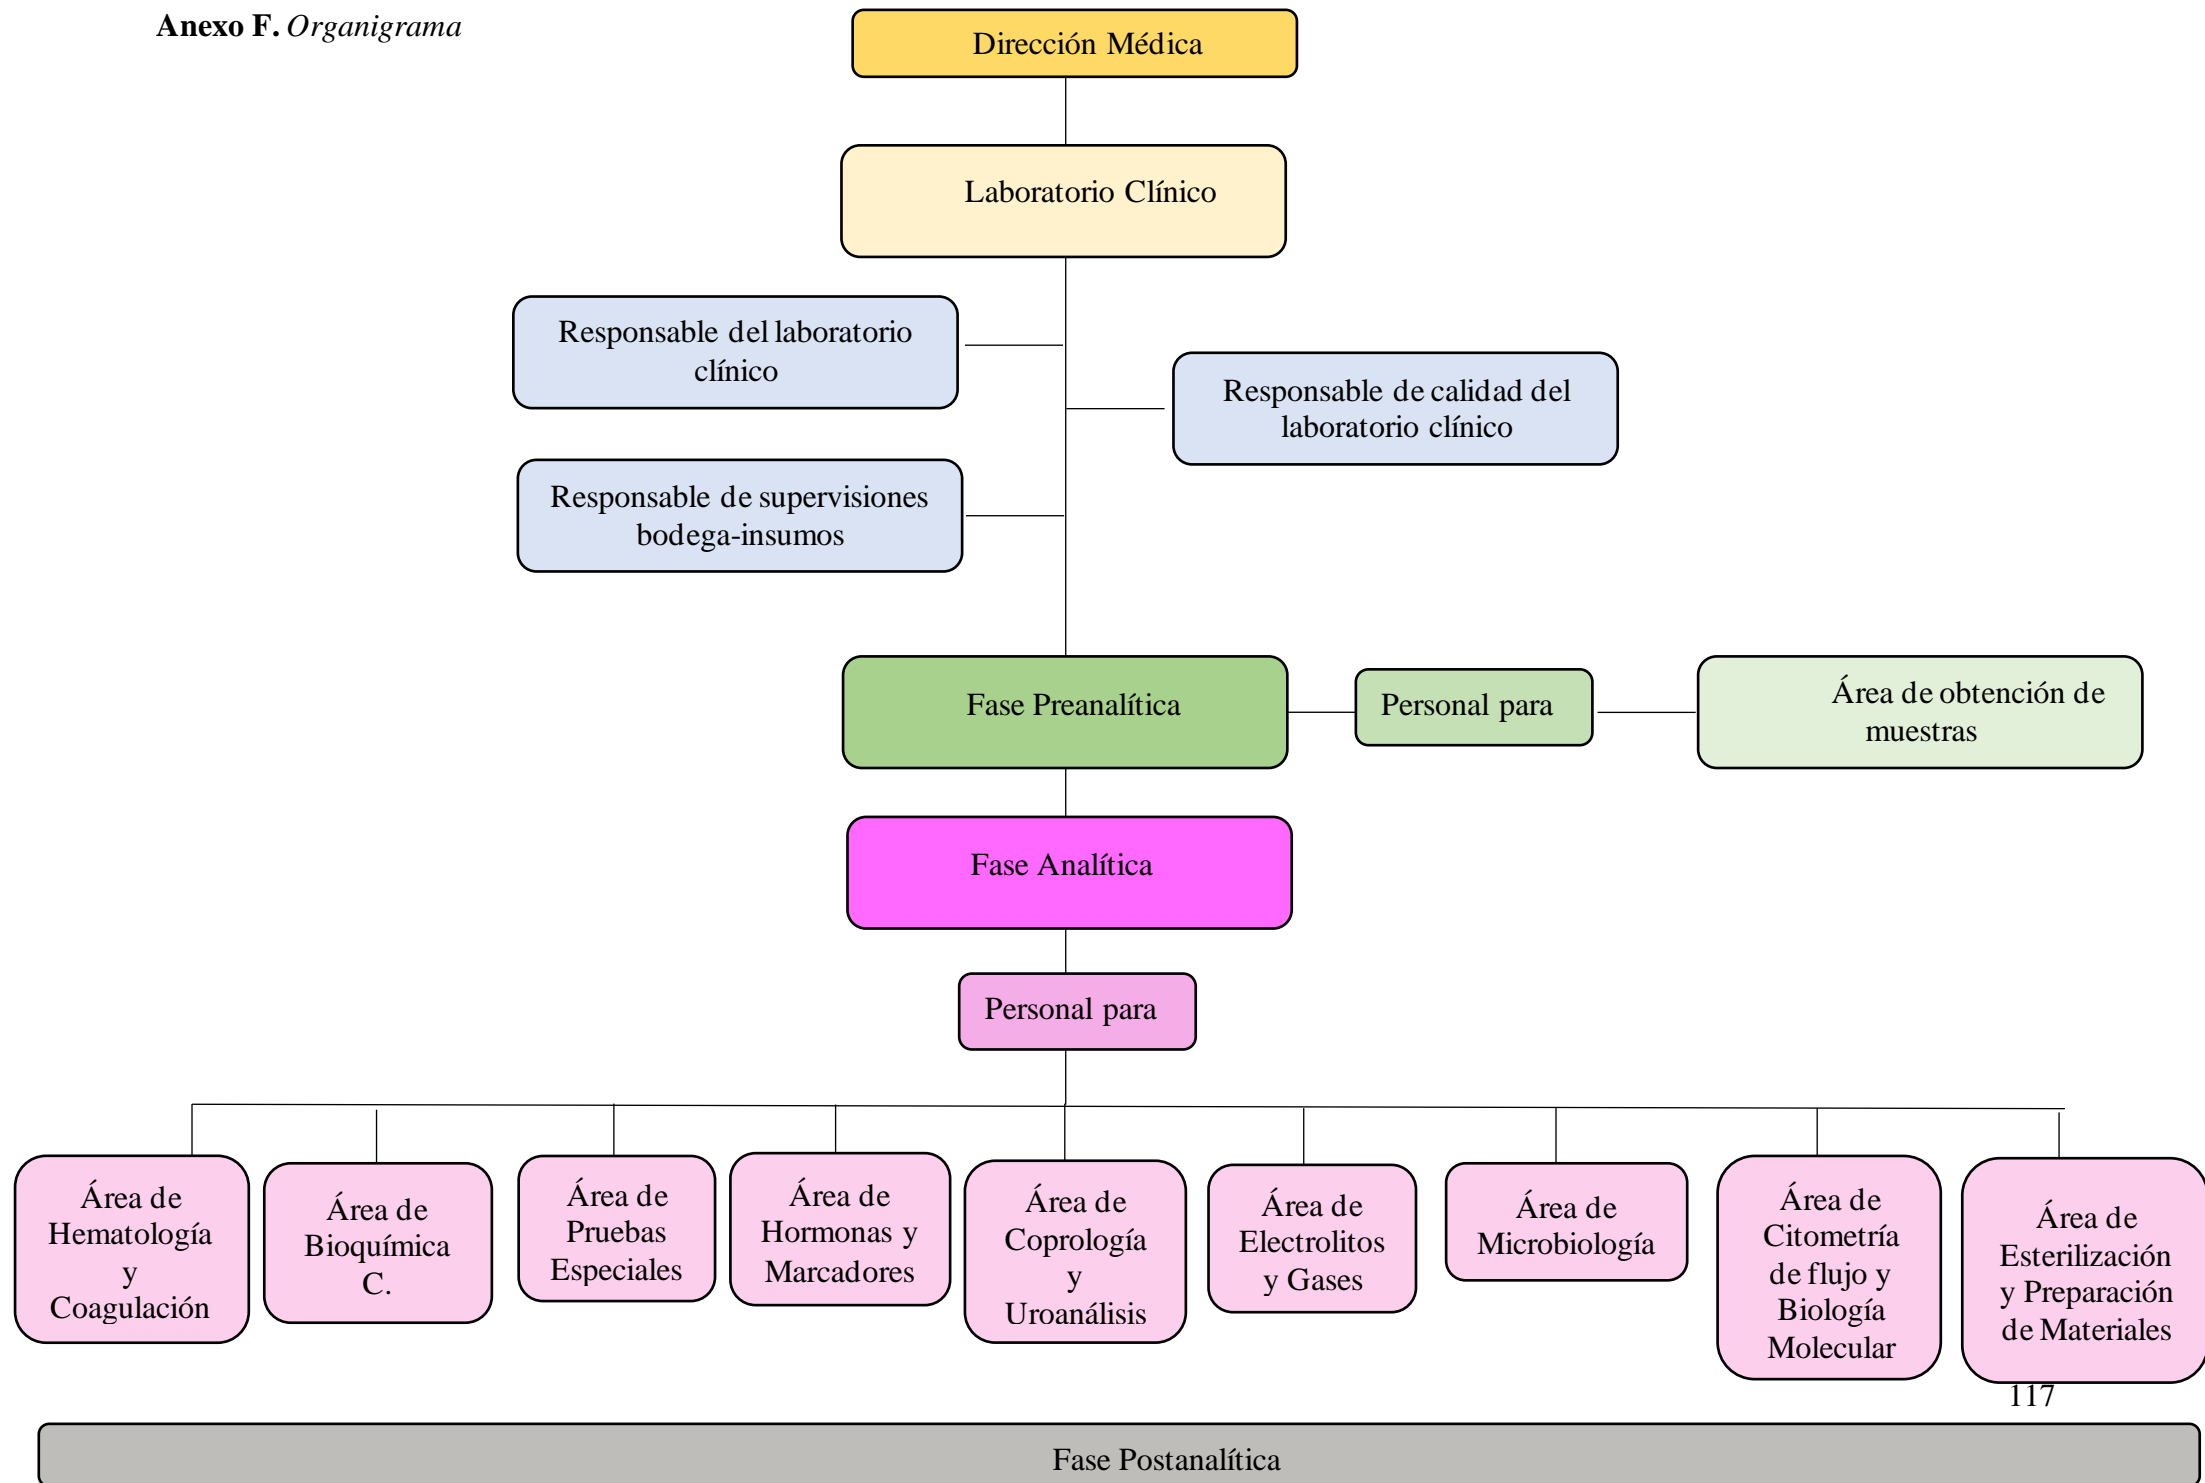 Anexo F. Organigrama
Dirección Médica
Laboratorio Clínico
Responsable del laboratorio
clínico
Responsable de calidad del
laboratorio clínico
Responsable de supervisiones
bodega-insumos
Fase Preanalítica
Personal para
Área de obtención de
muestras
Fase Analítica
Personal para
Área de
Hematología
y
Coagulación
Área de
Bioquímica
C.
Área de
Pruebas
Especiales
Área de
Hormonas y
Marcadores
Área de
Coprología
y
Uroanálisis
Área de
Electrolitos
y Gases
Área de
Microbiología
Área de
Citometría
de flujo y
Biología
Molecular
Área de
Esterilización
y Preparación
de Materiales
117
Fase Postanalítica